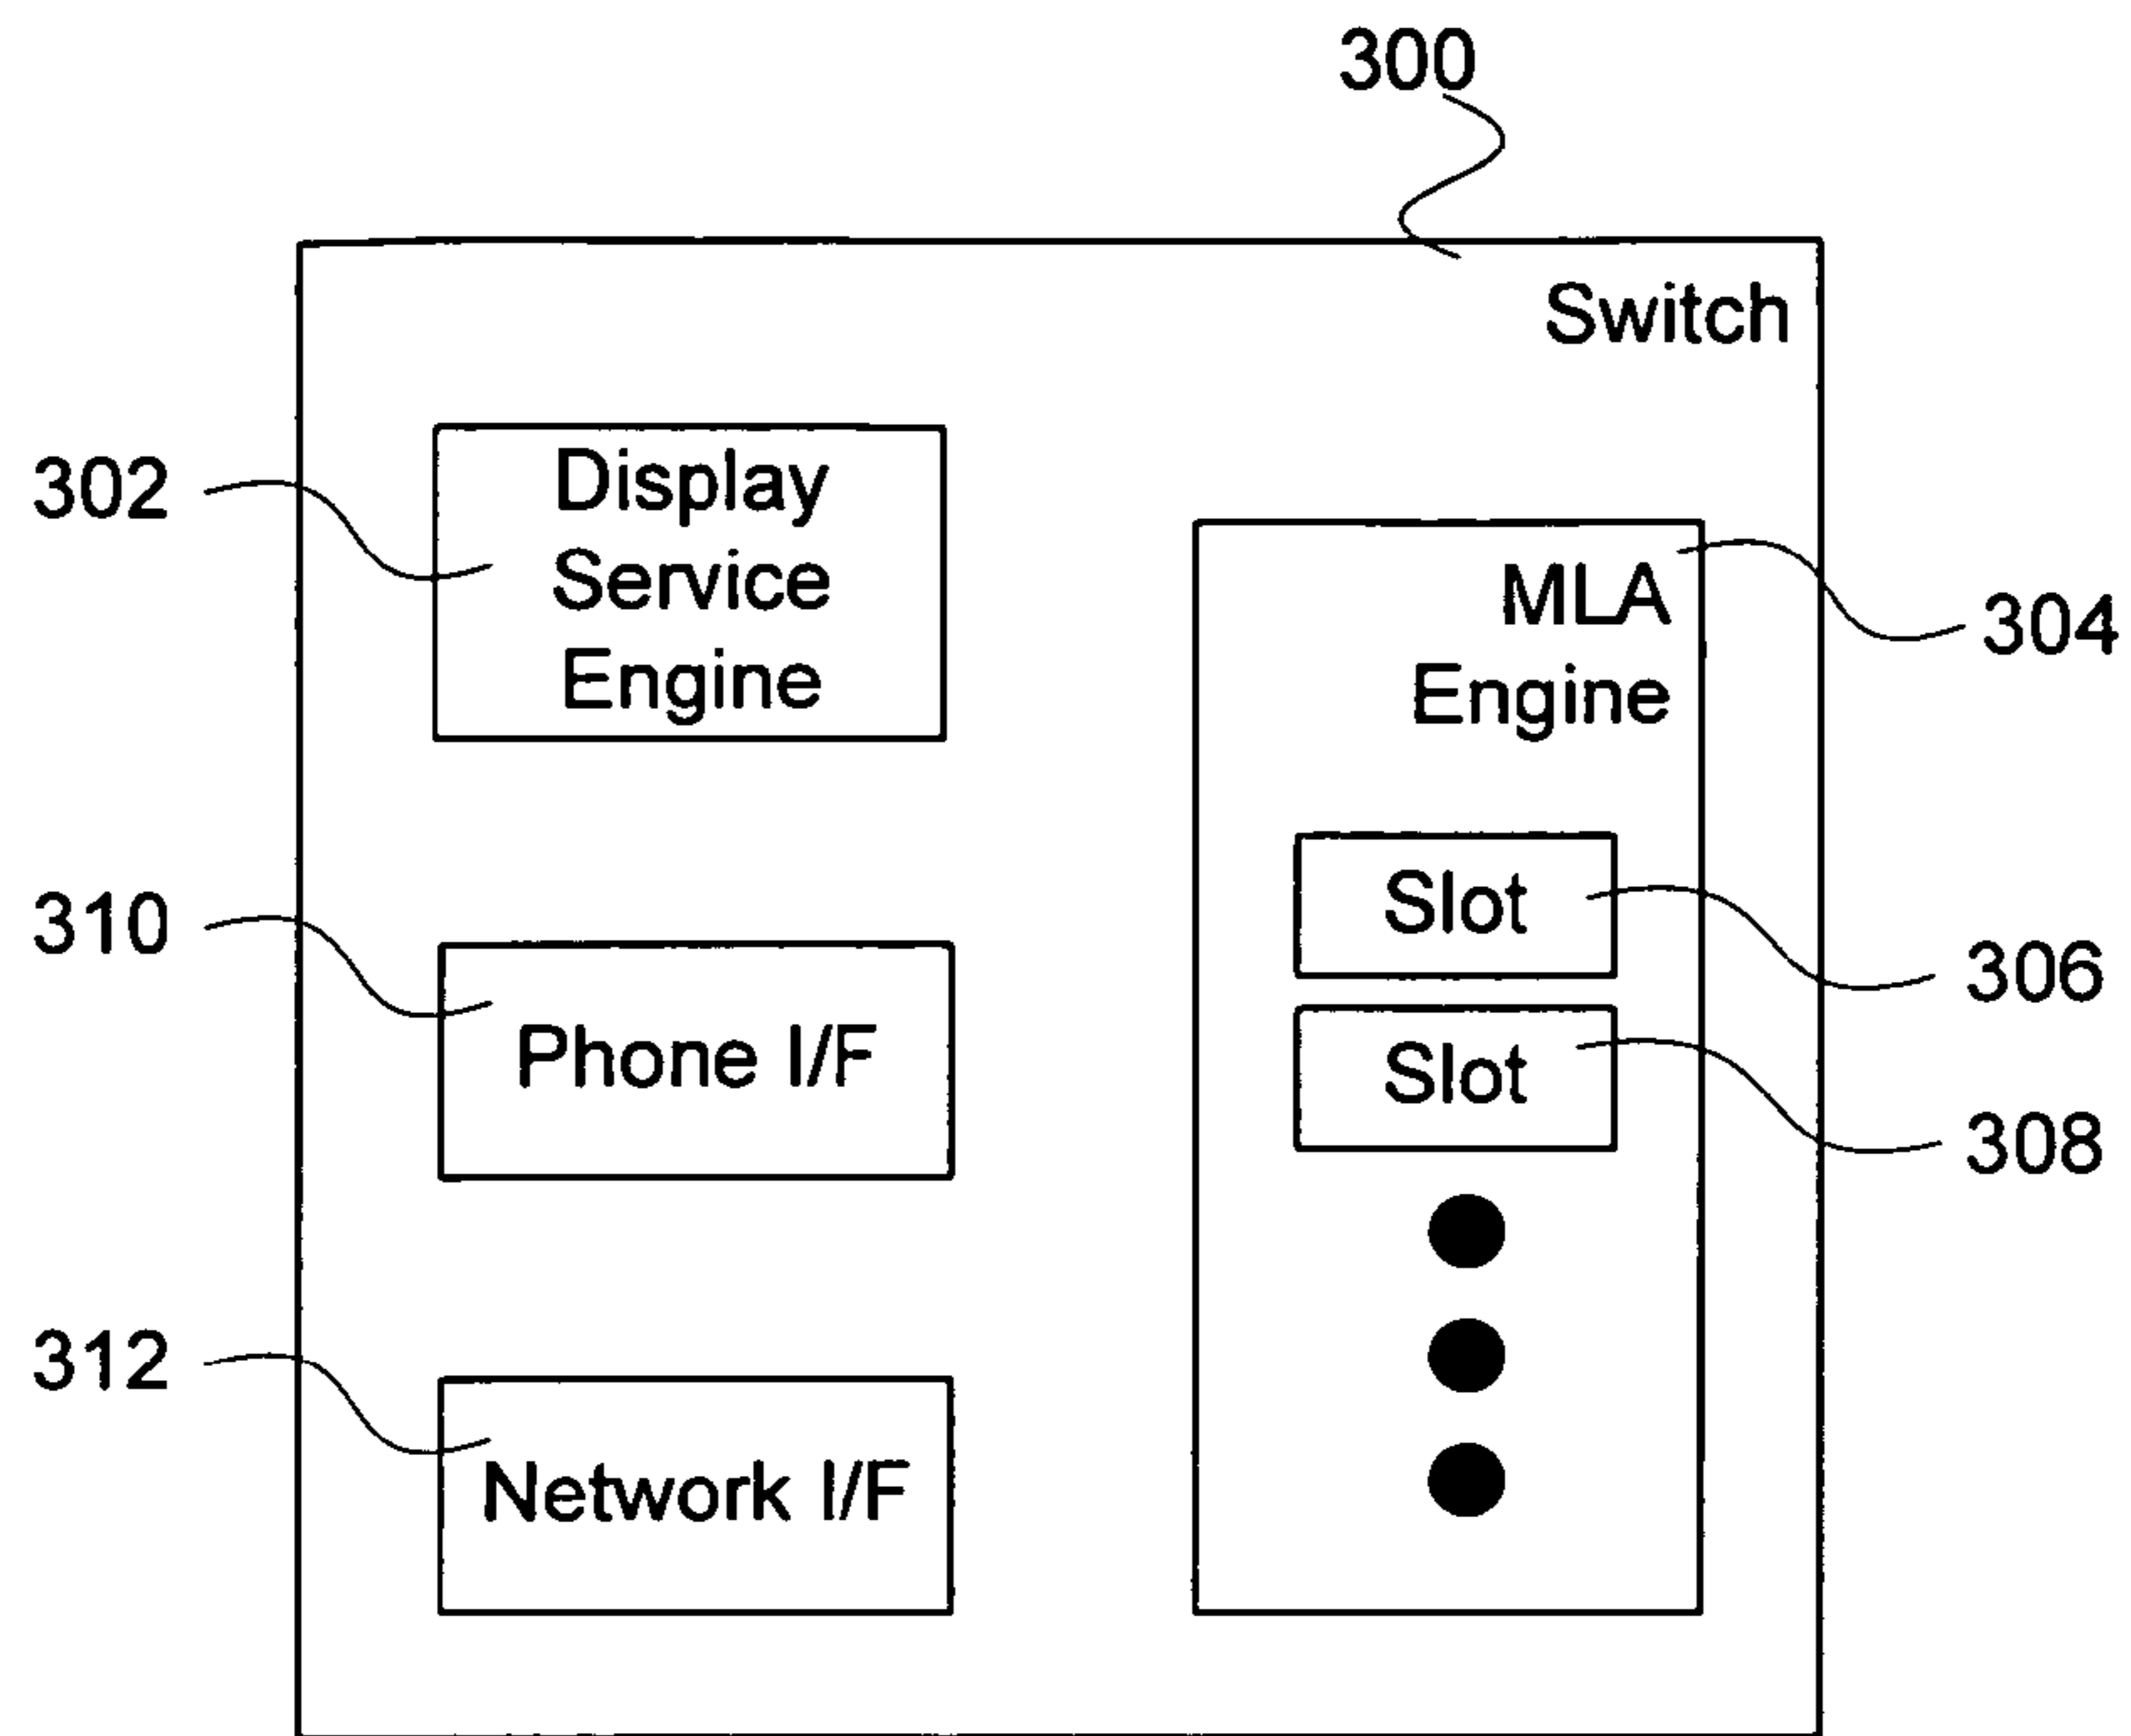 300
Switch
302
Display
Service
Engine
MLA
Engine
304
310
Phone I/F
Slot
306
Slot
308
312
Network I/F